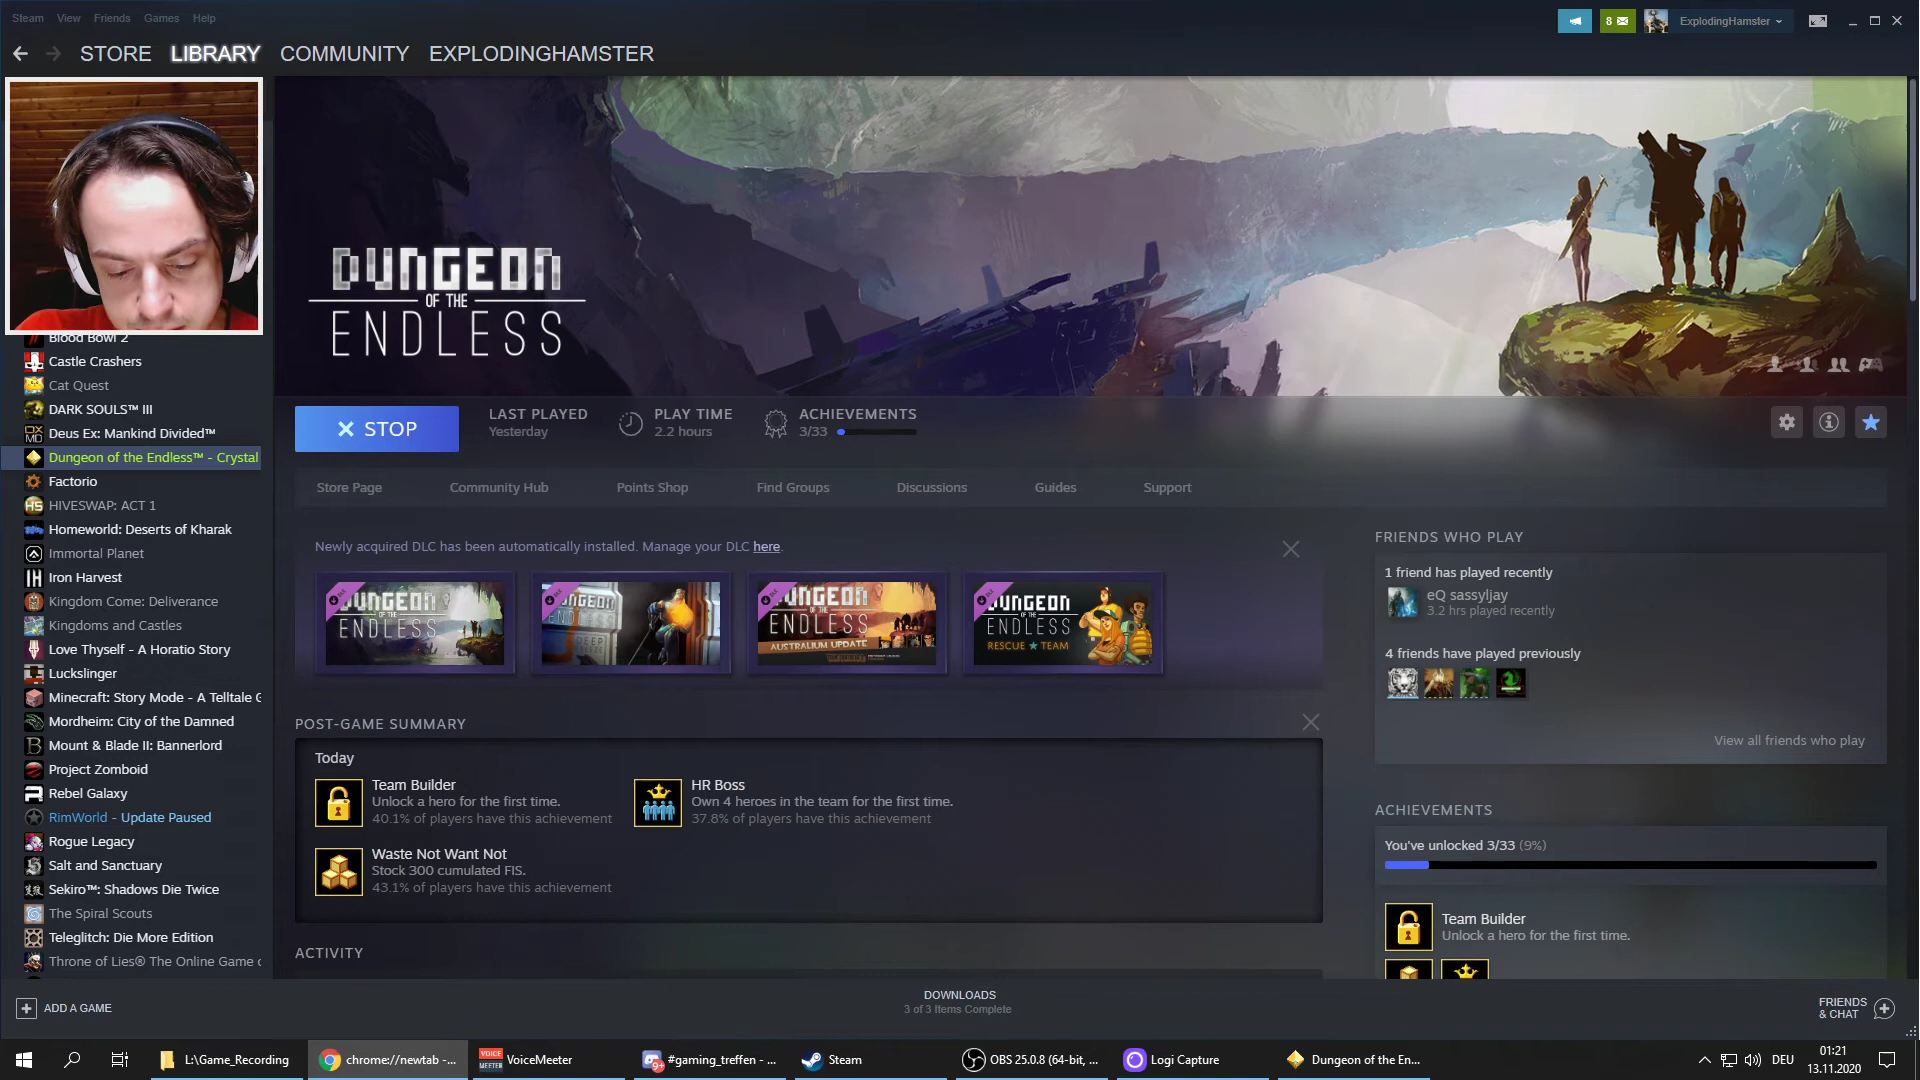 Steam View Friends Games Help
8
ExplodingHamster
STORE LIBRARY COMMUNITY EXPLODINGHAMSTER
DUNGEON
OF THE
ENDLESS
Blood Bowl 2
Castle Crashers
Cat Quest
DARK SOULS™ III
Deus Ex: Mankind Divided™
Dungeon of the Endless™ - Crystal
Factorio
HIVESWAP: ACT 1
Homeworld: Deserts of Kharak
Immortal Planet
Iron Harvest
Kingdom Come: Deliverance
Kingdoms and Castles
Love Thyself - A Horatio Story
Luckslinger
Minecraft: Story Mode - A Telltale G
Mordheim: City of the Damned
Mount & Blade II: Bannerlord
Project Zomboid
Rebel Galaxy
RimWorld - Update Paused
Rogue Legacy
Salt and Sanctuary
Sekiro™: Shadows Die Twice
The Spiral Scouts
Teleglitch: Die More Edition
Throne of Lies® The Online Game o
STOP
LAST PLAYED
Yesterday
PLAY TIME
2.2 hours
ACHIEVEMENTS
3/33
Store Page Community Hub Points Shop Find Groups Discussions Guides Support
Newly acquired DLC has been automatically installed. Manage your DLC here.
DUNGEON
OF THE
ENDLESS
DUNGEON
END
DEEP
DUNGEON
OF THE
ENDLESS
AUSTRALIUM UPDATE
DUNGEON
OF THE
ENDLESS
RESCUE ★ TEAM
POST-GAME SUMMARY
Today
Team Builder
Unlock a hero for the first time.
40.1% of players have this achievement
HR Boss
Own 4 heroes in the team for the first time.
37.8% of players have this achievement
Waste Not Want Not
Stock 300 cumulated FIS.
43.1% of players have this achievement
ACTIVITY
FRIENDS WHO PLAY
1 friend has played recently
eQ sassyljay
3.2 hrs played recently
4 friends have played previously
View all friends who play
ACHIEVEMENTS
You've unlocked 3/33 (9%)
Team Builder
Unlock a hero for the first time.
ADD A GAME
DOWNLOADS
3 of 3 Items Complete
FRIENDS
& CHAT
L:\Game_Recording
chrome://newtab -...
VOICE
MEETER
VoiceMeeter
9+
#gaming_treffen - ...
Steam
OBS 25.0.8 (64-bit, ...
Logi Capture
Dungeon of the En...
DEU
01:21
13.11.2020